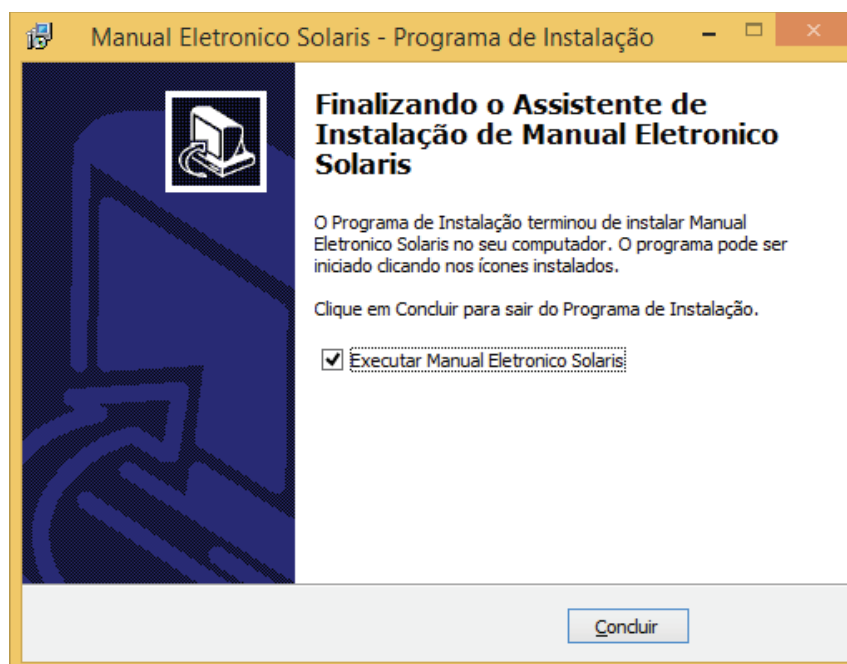 Manual Eletronico Solaris - Programa de Instalação
Finalizando o Assistente de
Instalação de Manual Eletronico
Solaris
O Programa de Instalação terminou de instalar Manual
Eletronico Solaris no seu computador. O programa pode ser
iniciado clicando nos ícones instalados.
Clique em Concluir para sair do Programa de Instalação.
Executar Manual Eletronico Solaris
Concluir